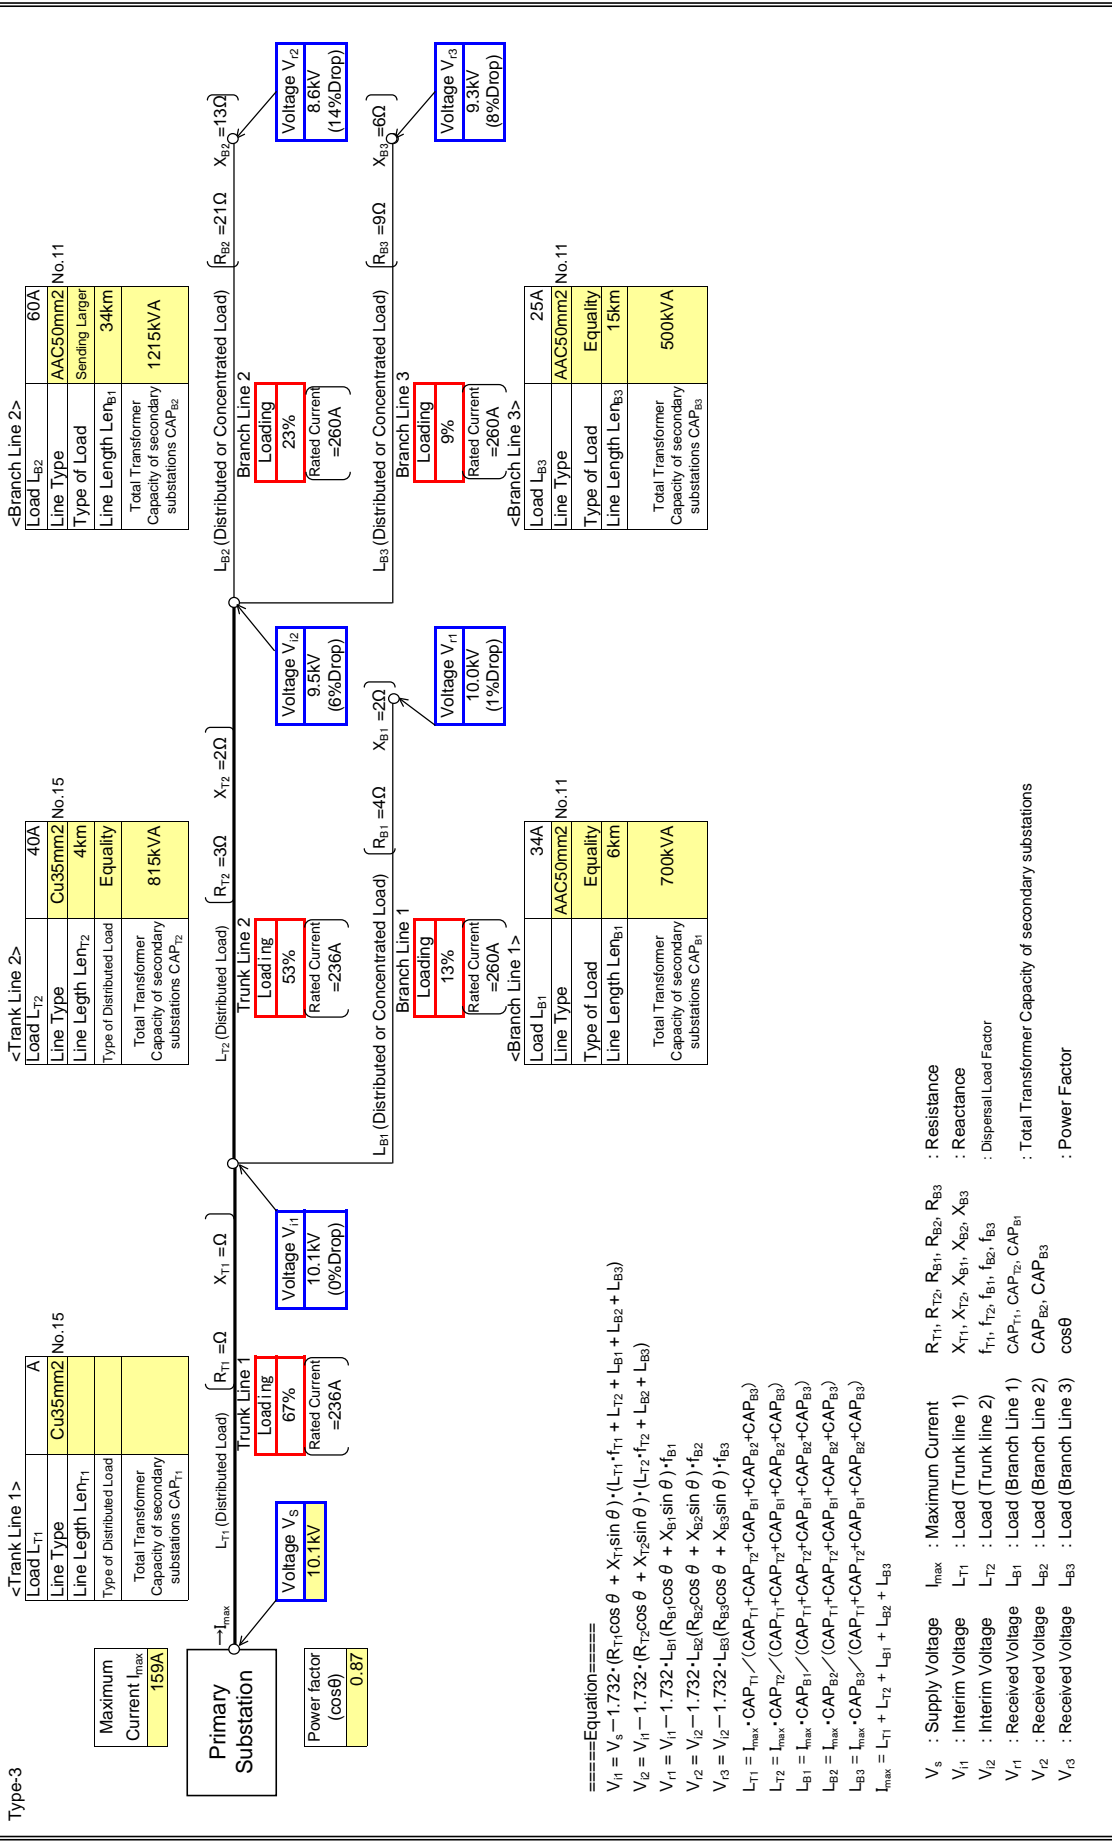 Type-3
Maximum
Current Imax
159A
Primary
Substation
Power factor
(cosθ)
0.87
→Imax
Voltage Vs
10.1kV
<Trank Line 1>
Load LT1 A
Line Type Cu35mm2 No.15
Line Legth LenT1
Type of Distributed Load
Total Transformer
Capacity of secondary
substations CAPT1
LT1 (Distributed Load) RT1 =Ω XT1 =Ω
Trunk Line 1
Loading
67%
Rated Current
=236A
Voltage Vi1
10.1kV
(0%Drop)
<Trank Line 2>
Load LT2 40A
Line Type Cu35mm2 No.15
Line Legth LenT2 4km
Type of Distributed Load Equality
Total Transformer
Capacity of secondary
substations CAPT2
815kVA
LT2 (Distributed Load) RT2 =3Ω XT2 =2Ω
Trunk Line 2
Loading
53%
Rated Current
=236A
Voltage Vi2
9.5kV
(6%Drop)
LB1 (Distributed or Concentrated Load) RB1 =4Ω XB1 =2Ω
Branch Line 1
Loading
13%
Rated Current
=260A
Voltage Vr1
10.0kV
(1%Drop)
<Branch Line 1>
Load LB1 34A
Line Type AAC50mm2 No.11
Type of Load Equality
Line Length LenB1 6km
Total Transformer
Capacity of secondary
substations CAPB1
700kVA
<Branch Line 2>
Load LB2 60A
Line Type AAC50mm2 No.11
Type of Load Sending Larger
Line Length LenB1 34km
Total Transformer
Capacity of secondary
substations CAPB2
1215kVA
LB2 (Distributed or Concentrated Load) RB2 =21Ω XB2 =13Ω
Branch Line 2
Loading
23%
Rated Current
=260A
Voltage Vr2
8.6kV
(14%Drop)
LB3 (Distributed or Concentrated Load) RB3 =9Ω XB3 =6Ω
Branch Line 3
Loading
9%
Rated Current
=260A
Voltage Vr3
9.3kV
(8%Drop)
<Branch Line 3>
Load LB3 25A
Line Type AAC50mm2 No.11
Type of Load Equality
Line Length LenB3 15km
Total Transformer
Capacity of secondary
substations CAPB3
500kVA
=====Equation=====
Vi1 = Vs－1.732・(RT1cos θ + XT1sin θ)・(LT1・fT1 + LT2 + LB1 + LB2 + LB3)
Vi2 = Vi1－1.732・(RT2cos θ + XT2sin θ)・(LT2・fT2 + LB2 + LB3)
Vr1 = Vi1－1.732・LB1(RB1cos θ + XB1sin θ)・fB1
Vr2 = Vi2－1.732・LB2(RB2cos θ + XB2sin θ)・fB2
Vr3 = Vi2－1.732・LB3(RB3cos θ + XB3sin θ)・fB3
LT1 = Imax・CAPT1／(CAPT1+CAPT2+CAPB1+CAPB2+CAPB3)
LT2 = Imax・CAPT2／(CAPT1+CAPT2+CAPB1+CAPB2+CAPB3)
LB1 = Imax・CAPB1／(CAPT1+CAPT2+CAPB1+CAPB2+CAPB3)
LB2 = Imax・CAPB2／(CAPT1+CAPT2+CAPB1+CAPB2+CAPB3)
LB3 = Imax・CAPB3／(CAPT1+CAPT2+CAPB1+CAPB2+CAPB3)
Imax = LT1 + LT2 + LB1 + LB2 + LB3
Vs : Supply Voltage Imax : Maximum Current RT1, RT2, RB1, RB2, RB3 : Resistance
Vi1 : Interim Voltage LT1 : Load (Trunk line 1) XT1, XT2, XB1, XB2, XB3 : Reactance
Vi2 : Interim Voltage LT2 : Load (Trunk line 2) fT1, fT2, fB1, fB2, fB3 : Dispersal Load Factor
Vr1 : Received Voltage LB1 : Load (Branch Line 1) CAPT1, CAPT2, CAPB1 : Total Transformer Capacity of secondary substations
Vr2 : Received Voltage LB2 : Load (Branch Line 2) CAPB2, CAPB3
Vr3 : Received Voltage LB3 : Load (Branch Line 3) cosθ : Power Factor